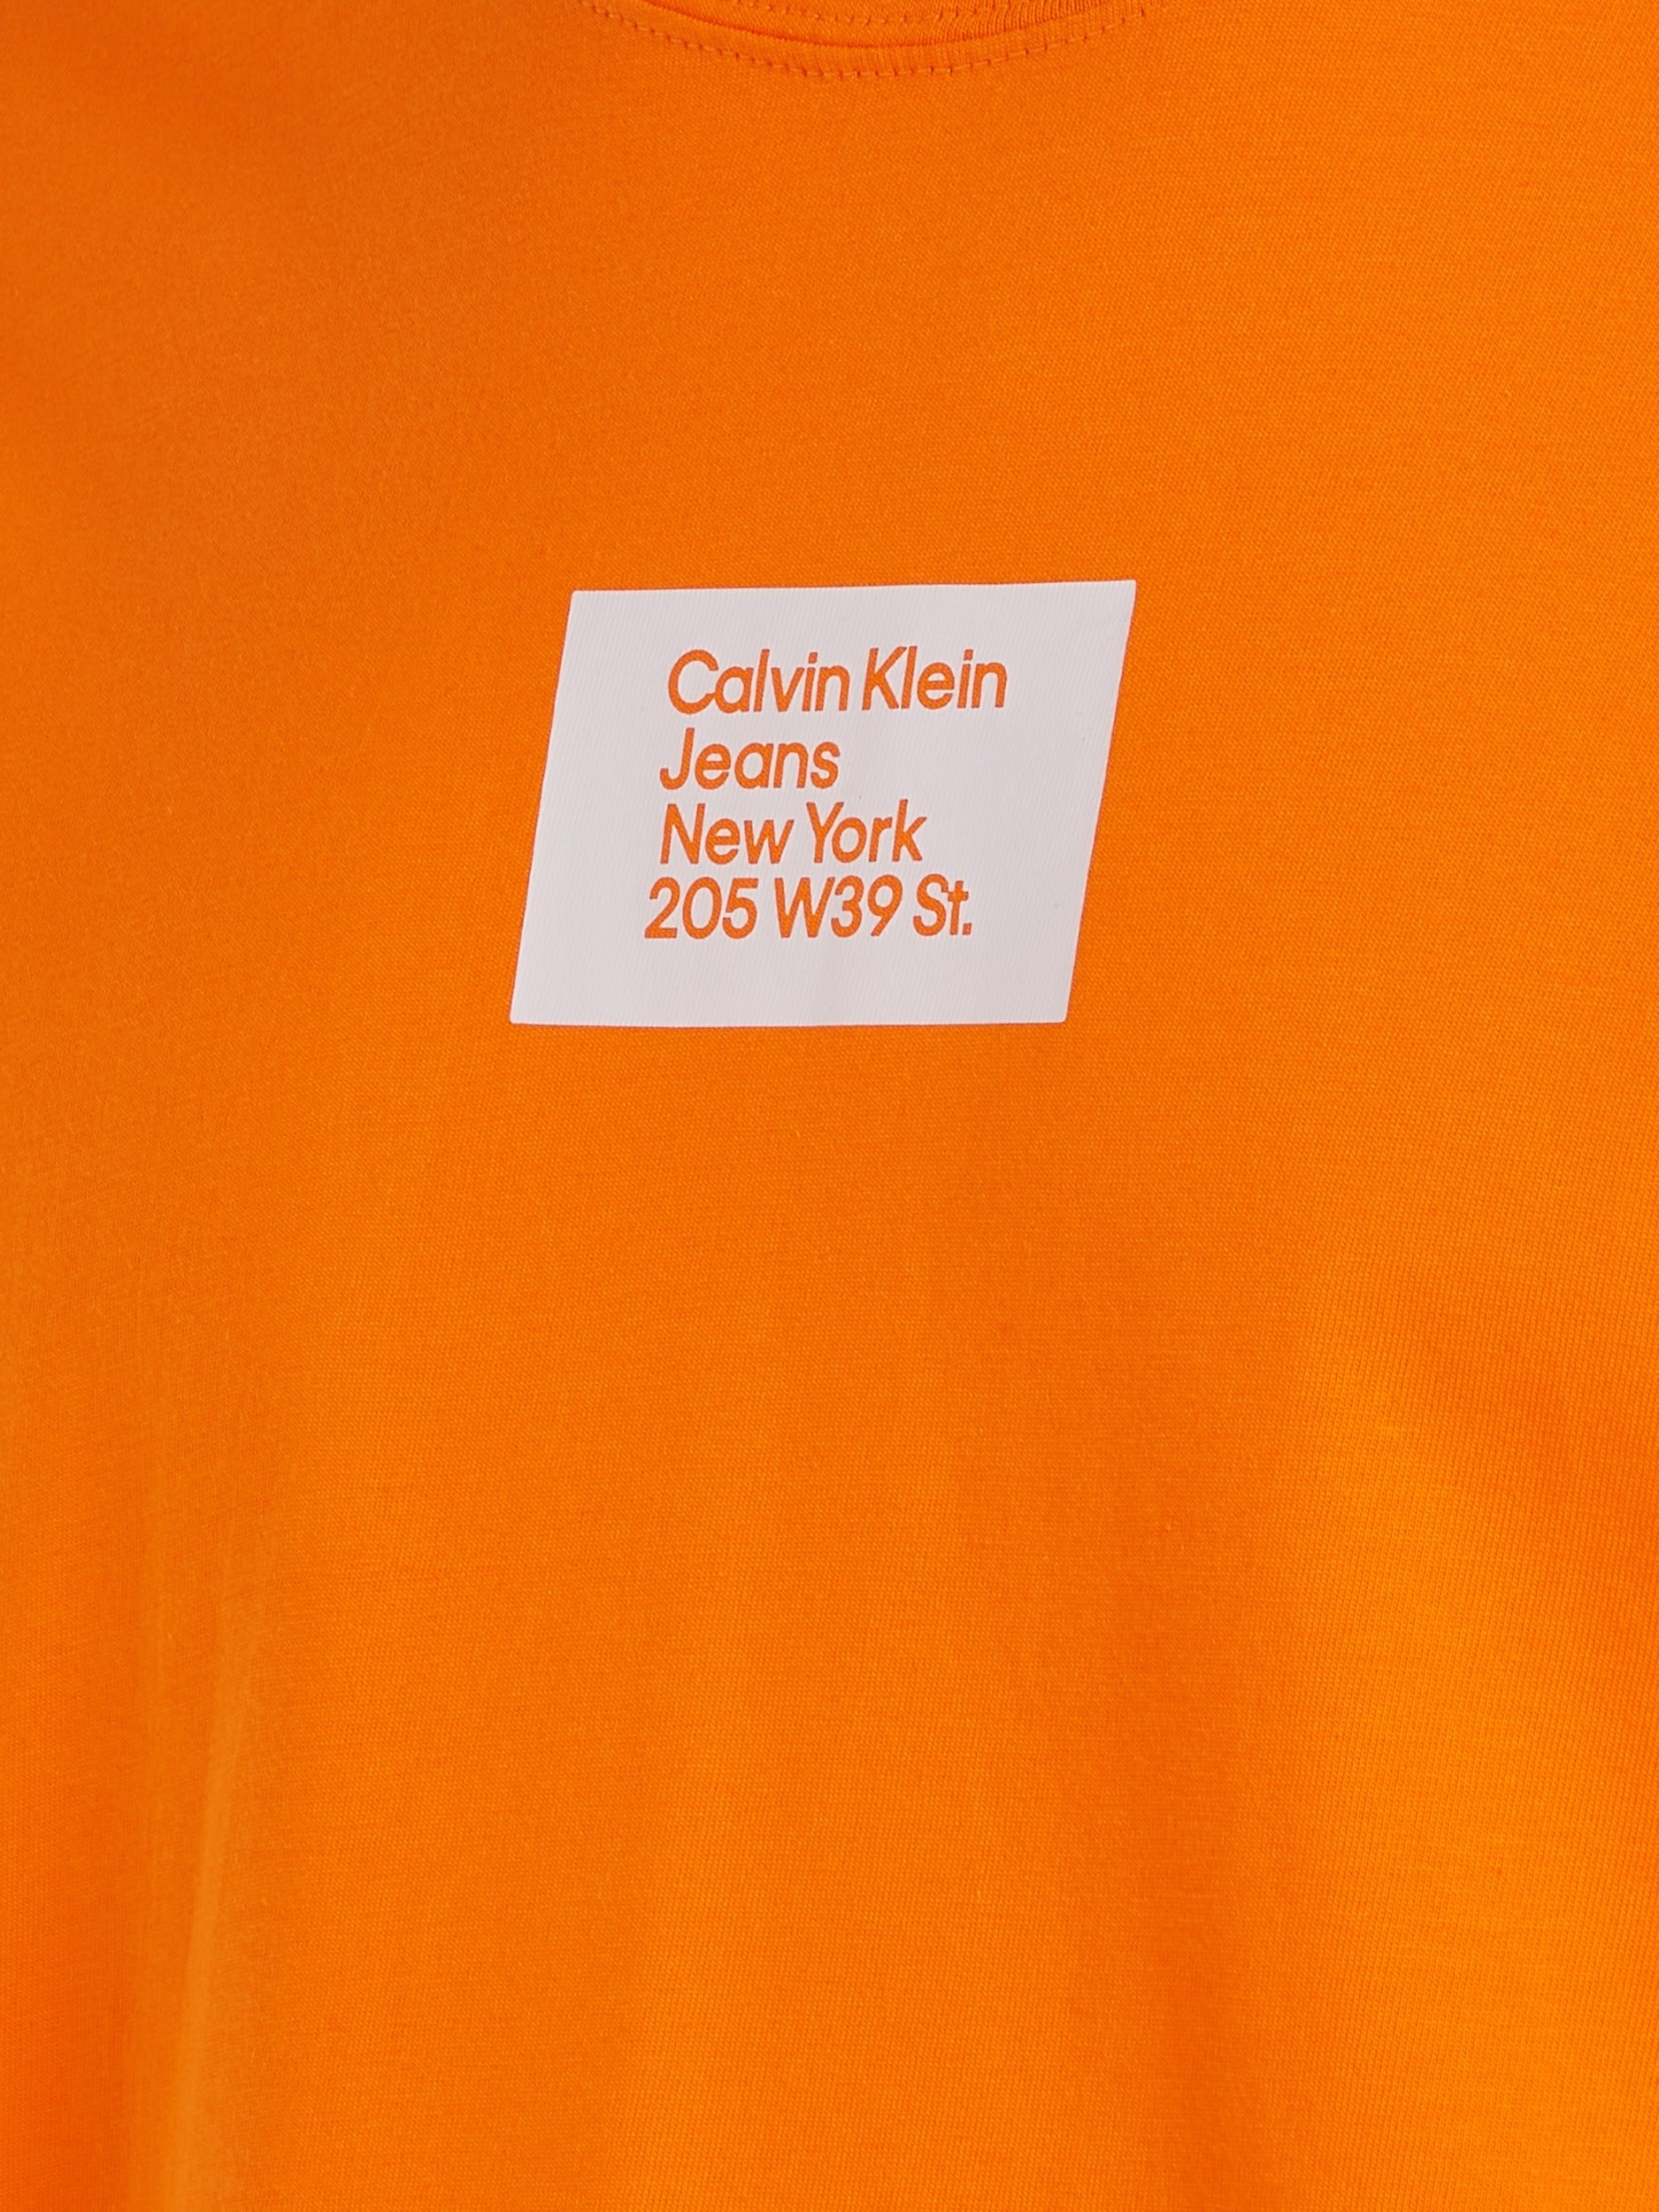 Calvin Klein
Jeans
New York
205 W39 St.